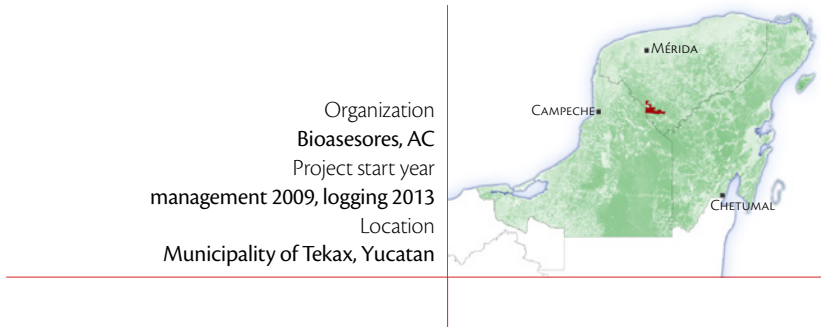 Organization
Bioasesores, AC
Project start year
management 2009, logging 2013
Location
Municipality of Tekax, Yucatan
MÉRIDA
CAMPECHE
CHETUMAL